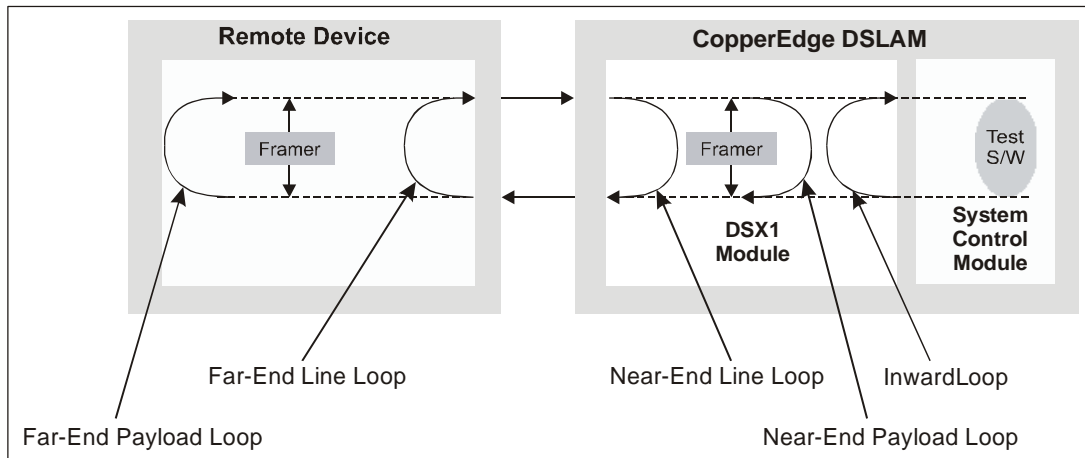 Remote Device
CopperEdge DSLAM
Framer
Framer
Test
S/W
DSX1
Module
System
Control
Module
Far-End Line Loop
Near-End Line Loop
InwardLoop
Far-End Payload Loop
Near-End Payload Loop